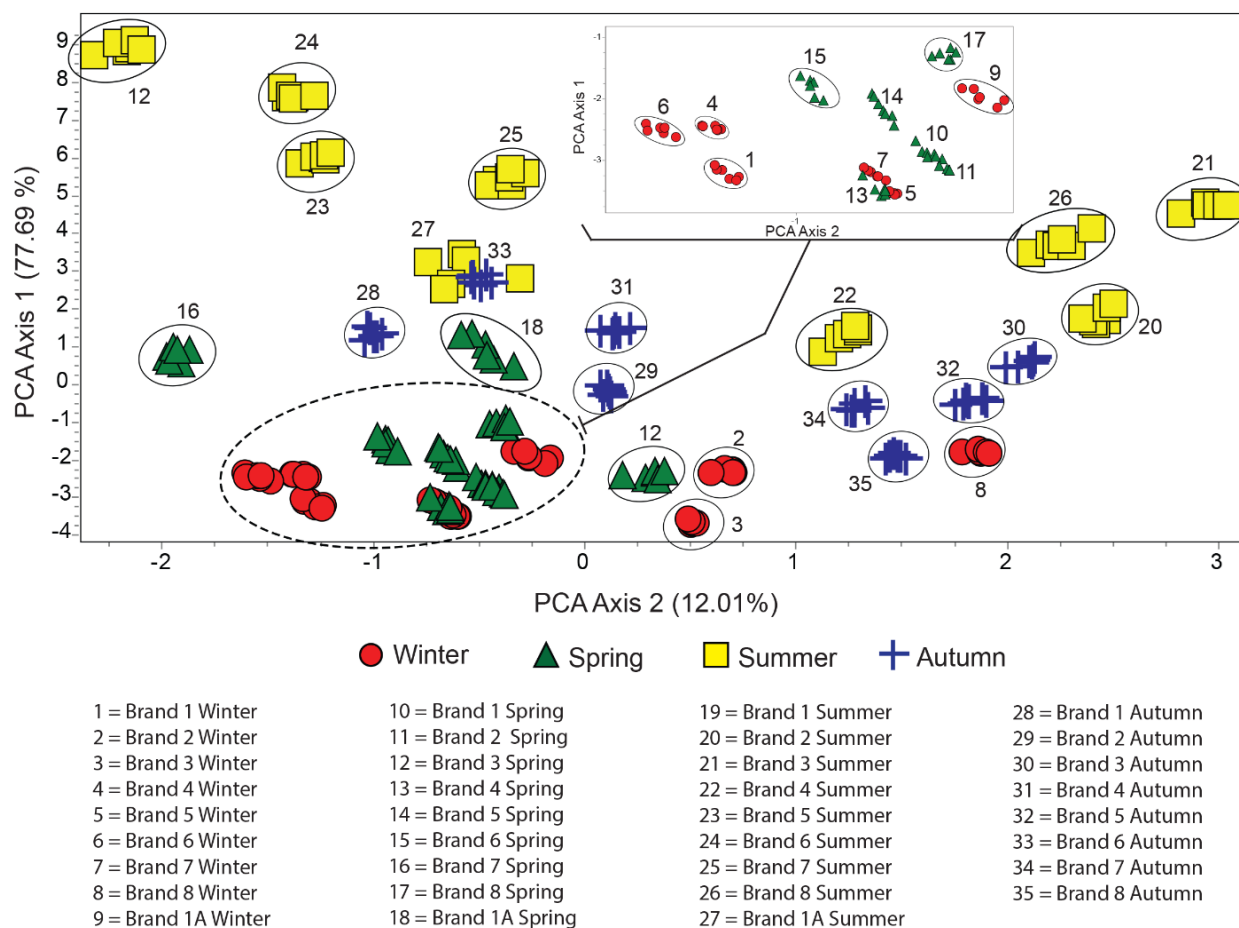 PCA Axis 1 (77.69 %)
9
8
7
6
5
4
3
2
1
0
-1
-2
-3
-4
12
24
23
25
27
33
16
28
18
31
29
22
34
35
32
30
8
26
21
20
12
2
3
PCA Axis 1
-1
-2
-3
6
4
1
15
14
17
9
10
11
7
13
5
-1
PCA Axis 2
-2
-1
0
1
2
3
PCA Axis 2 (12.01%)
Winter Spring Summer Autumn
1 = Brand 1 Winter
2 = Brand 2 Winter
3 = Brand 3 Winter
4 = Brand 4 Winter
5 = Brand 5 Winter
6 = Brand 6 Winter
7 = Brand 7 Winter
8 = Brand 8 Winter
9 = Brand 1A Winter
10 = Brand 1 Spring
11 = Brand 2 Spring
12 = Brand 3 Spring
13 = Brand 4 Spring
14 = Brand 5 Spring
15 = Brand 6 Spring
16 = Brand 7 Spring
17 = Brand 8 Spring
18 = Brand 1A Spring
19 = Brand 1 Summer
20 = Brand 2 Summer
21 = Brand 3 Summer
22 = Brand 4 Summer
23 = Brand 5 Summer
24 = Brand 6 Summer
25 = Brand 7 Summer
26 = Brand 8 Summer
27 = Brand 1A Summer
28 = Brand 1 Autumn
29 = Brand 2 Autumn
30 = Brand 3 Autumn
31 = Brand 4 Autumn
32 = Brand 5 Autumn
33 = Brand 6 Autumn
34 = Brand 7 Autumn
35 = Brand 8 Autumn